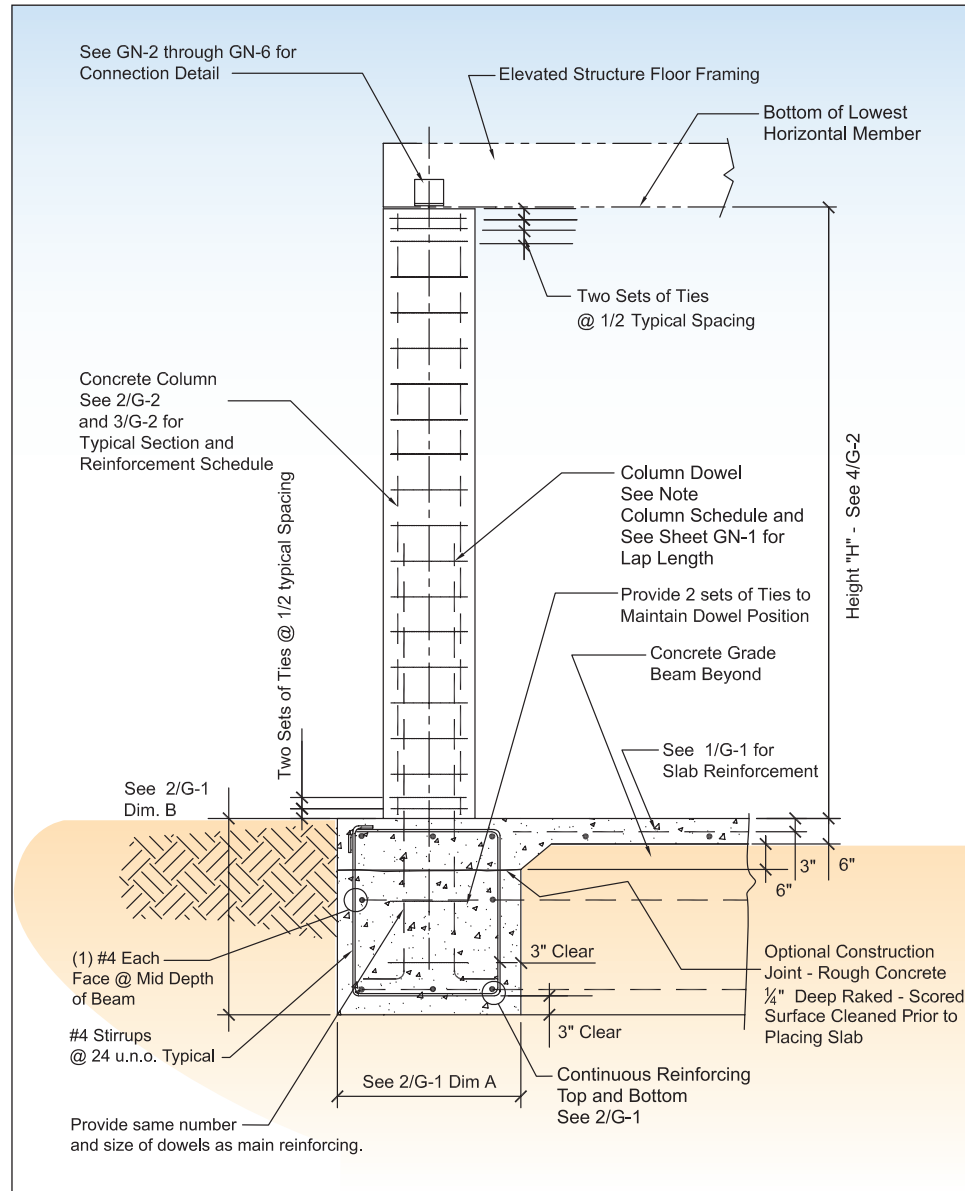 See GN-2 through GN-6 for
Connection Detail
Elevated Structure Floor Framing
Bottom of Lowest
Horizontal Member
Two Sets of Ties
@ 1/2 Typical Spacing
Concrete Column
See 2/G-2
and 3/G-2 for
Typical Section and
Reinforcement Schedule
Column Dowel
See Note
Column Schedule and
See Sheet GN-1 for
Lap Length
Height "H" - See 4/G-2
Two Sets of Ties @ 1/2 typical Spacing
Provide 2 sets of Ties to
Maintain Dowel Position
Concrete Grade
Beam Beyond
See 1/G-1 for
Slab Reinforcement
See 2/G-1
Dim. B
3"
6"
6"
(1) #4 Each
Face @ Mid Depth
of Beam
3" Clear
Optional Construction
Joint - Rough Concrete
¼" Deep Raked - Scored
Surface Cleaned Prior to
Placing Slab
#4 Stirrups
@ 24 u.n.o. Typical
3" Clear
See 2/G-1 Dim A
Continuous Reinforcing
Top and Bottom
See 2/G-1
Provide same number
and size of dowels as main reinforcing.